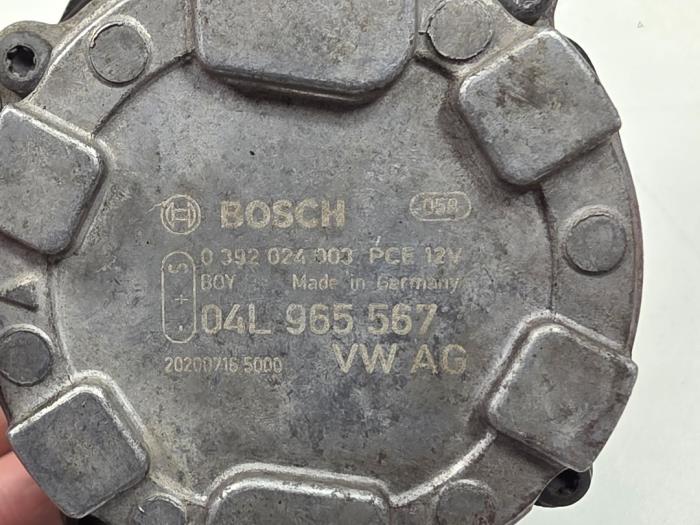 BOSCH 058
0 392 024 003 PCE 12V
BOY Made in Germany
- + S
04L 965 567
20200716 5000 VW AG